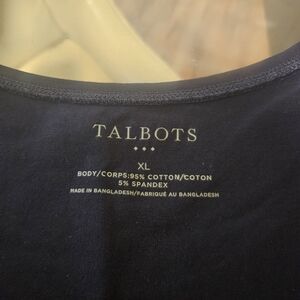 TALBOTS
XL
BODY/CORPS:95% COTTON/COTON
5% SPANDEX
MADE IN BANGLADESH/FABRIQUÉ AU BANGLADESH